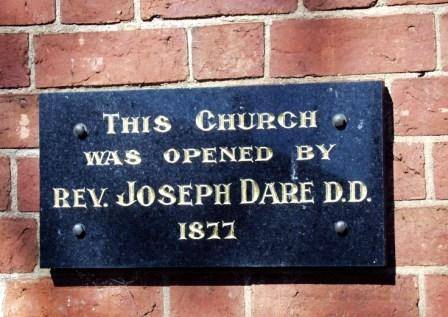 THIS CHURCH
WAS OPENED BY
REV. JOSEPH DARE D.D.
1877